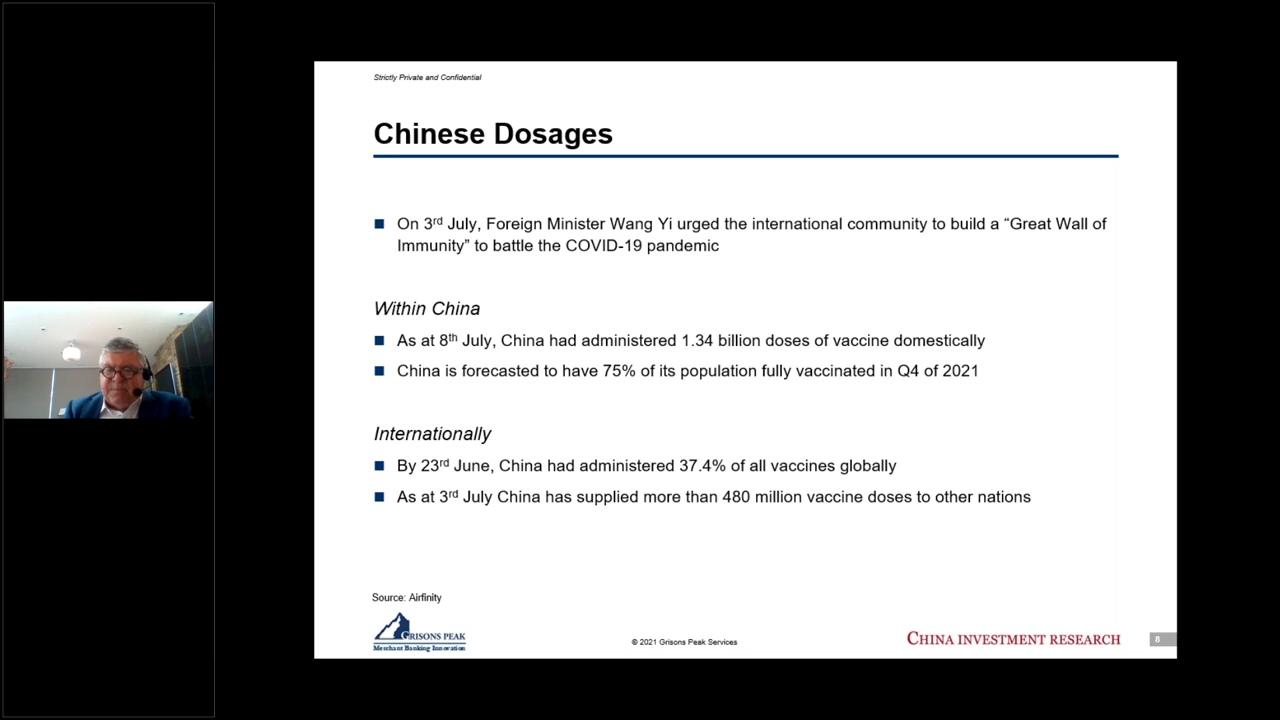 Strictly Private and Confidential
Chinese Dosages
On 3rd July, Foreign Minister Wang Yi urged the international community to build a “Great Wall of
Immunity” to battle the COVID-19 pandemic
Within China
As at 8th July, China had administered 1.34 billion doses of vaccine domestically
China is forecasted to have 75% of its population fully vaccinated in Q4 of 2021
Internationally
By 23rd June, China had administered 37.4% of all vaccines globally
As at 3rd July China has supplied more than 480 million vaccine doses to other nations
Source: Airfinity
GRISONS PEAK
Merchant Banking Innovation
© 2021 Grisons Peak Services
CHINA INVESTMENT RESEARCH
8